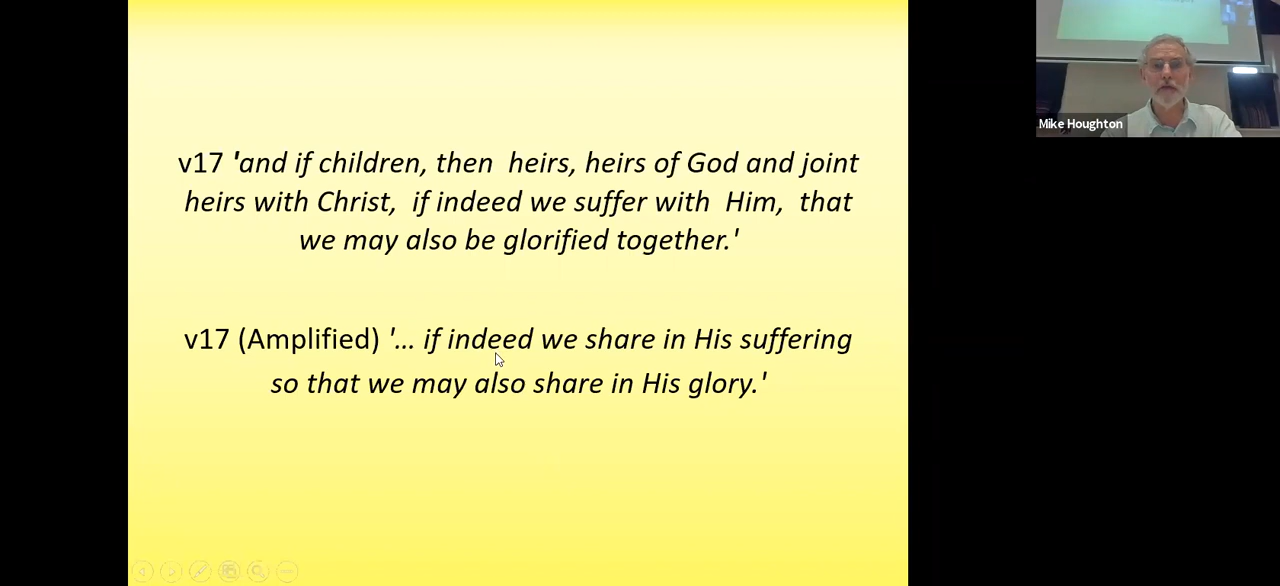 v17 'and if children, then  heirs, heirs of God and joint
heirs with Christ,  if indeed we suffer with  Him,  that
we may also be glorified together.'
v17 (Amplified) '... if indeed we share in His suffering
so that we may also share in His glory.'
Mike Houghton